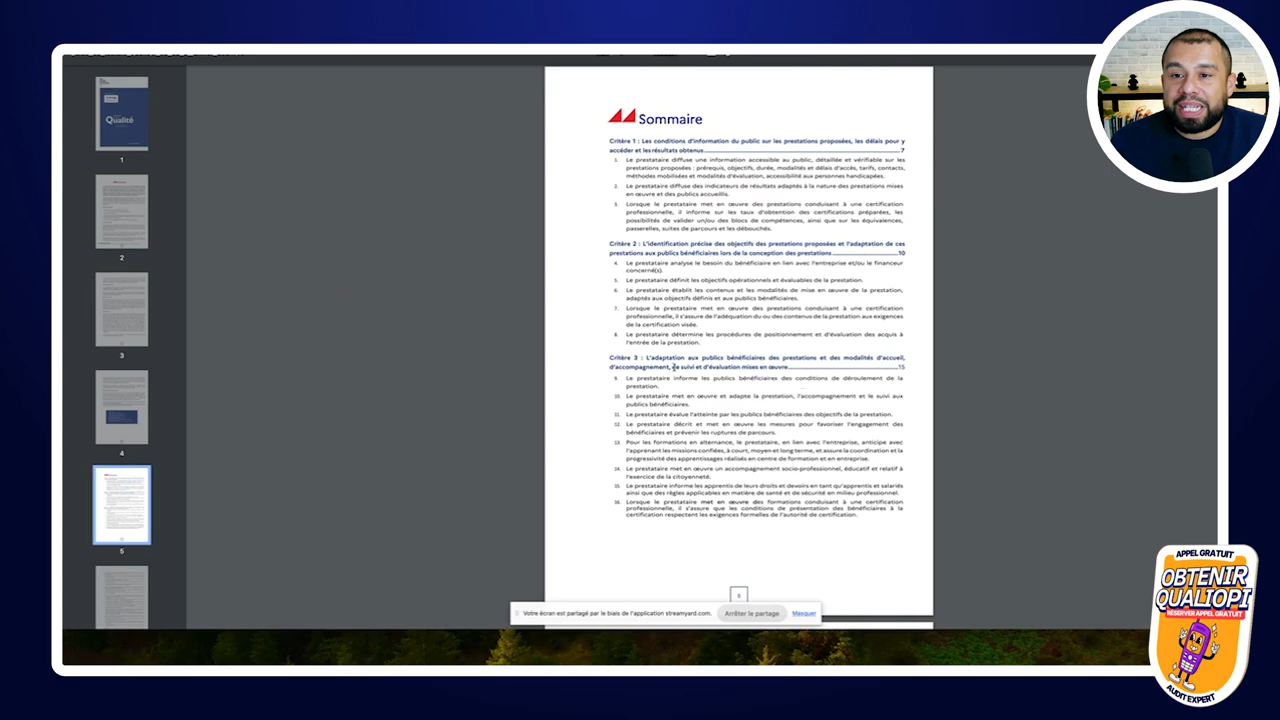 Qualité
1
2
3
4
5
Sommaire
Critère 1 : Les conditions d'information du public sur les prestations proposées, les délais pour y
accéder et les résultats obtenus 7
1. Le prestataire diffuse une information accessible au public, détaillée et vérifiable sur les
prestations proposées : prérequis, objectifs, durée, modalités et délais d'accès, tarifs, contacts,
méthodes mobilisées et modalités d'évaluation, accessibilité aux personnes handicapées.
2. Le prestataire diffuse des indicateurs de résultats adaptés à la nature des prestations mises
en œuvre et des publics accueillis.
3. Lorsque le prestataire met en œuvre des prestations conduisant à une certification
professionnelle, il informe sur les taux d'obtention des certifications préparées, les
possibilités de valider un/ou des blocs de compétences, ainsi que sur les équivalences,
passerelles, suites de parcours et les débouchés.
Critère 2 : L'identification précise des objectifs des prestations proposées et l'adaptation de ces
prestations aux publics bénéficiaires lors de la conception des prestations 10
4. Le prestataire analyse le besoin du bénéficiaire en lien avec l'entreprise et/ou le financeur
concerné(s).
5. Le prestataire définit les objectifs opérationnels et évaluables de la prestation.
6. Le prestataire établit les contenus et les modalités de mise en œuvre de la prestation,
adaptés aux objectifs définis et aux publics bénéficiaires.
7. Lorsque le prestataire met en œuvre des prestations conduisant à une certification
professionnelle, il s'assure de l'adéquation du ou des contenus de la prestation aux exigences
de la certification visée.
8. Le prestataire détermine les procédures de positionnement et d'évaluation des acquis à
l'entrée de la prestation.
Critère 3 : L'adaptation aux publics bénéficiaires des prestations et des modalités d'accueil,
d'accompagnement, de suivi et d'évaluation mises en œuvre 15
9. Le prestataire informe les publics bénéficiaires des conditions de déroulement de la
prestation.
10. Le prestataire met en œuvre et adapte la prestation, l'accompagnement et le suivi aux
publics bénéficiaires.
11. Le prestataire évalue l'atteinte par les publics bénéficiaires des objectifs de la prestation.
12. Le prestataire décrit et met en œuvre les mesures pour favoriser l'engagement des
bénéficiaires et prévenir les ruptures de parcours.
13. Pour les formations en alternance, le prestataire, en lien avec l'entreprise, anticipe avec
l'apprenant les missions confiées, à court, moyen et long terme, et assure la coordination et la
progressivité des apprentissages réalisés en centre de formation et en entreprise.
14. Le prestataire met en œuvre un accompagnement socio-professionnel, éducatif et relatif à
l'exercice de la citoyenneté.
15. Le prestataire informe les apprentis de leurs droits et devoirs en tant qu'apprentis et salariés
ainsi que des règles applicables en matière de santé et de sécurité en milieu professionnel.
16. Lorsque le prestataire met en œuvre des formations conduisant à une certification
professionnelle, il s'assure que les conditions de présentation des bénéficiaires à la
certification respectent les exigences formelles de l'autorité de certification.
5
Votre écran est partagé par le biais de l'application streamyard.com.
Arrêter le partage
Masquer
APPEL GRATUIT
OBTENIR
QUALIOPI
RÉSERVER APPEL GRATUIT
AUDIT EXPERT